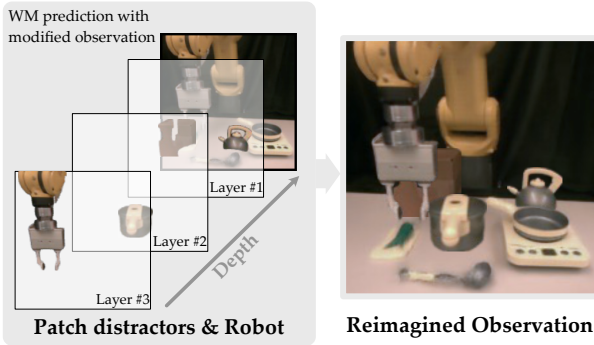 WM prediction with
modified observation
Layer #1
Layer #2
Layer #3
Depth
Patch distractors & Robot
Reimagined Observation